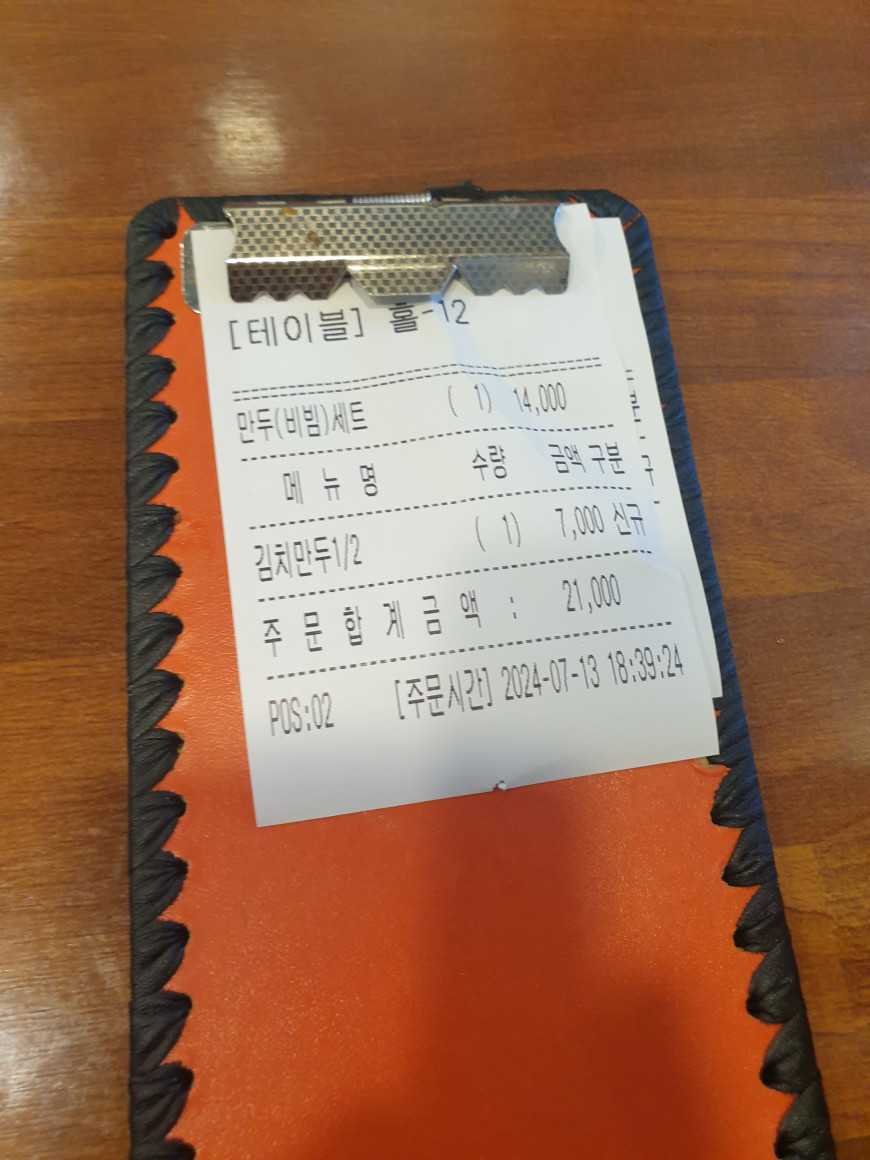 [테이블] 홀-12
만두(비빔)세트 ( 1) 14,000
메 뉴 명 수량 금액 구분
김치만두1/2 ( 1) 7,000 신규
주 문 합 계 금 액 : 21,000
POS:02 [주문시간] 2024-07-13 18:39:24